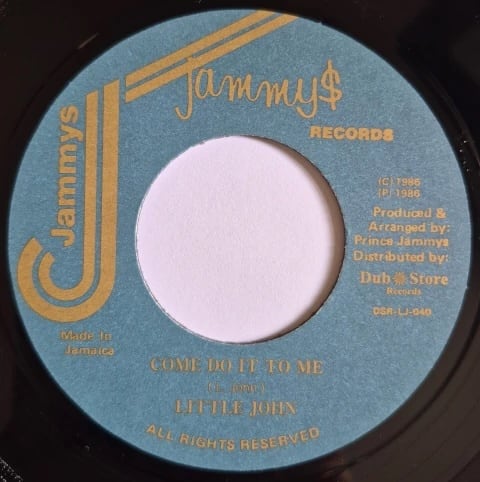 Jammy$
RECORDS
Jammys
(C) 1986
(P) 1986
Produced &
Arranged by:
Prince Jammys
Distributed by:
Dub Store
Records
DSR-LJ-040
Made in
Jamaica
COME DO IT TO ME
LITTLE JOHN
ALL RIGHTS RESERVED